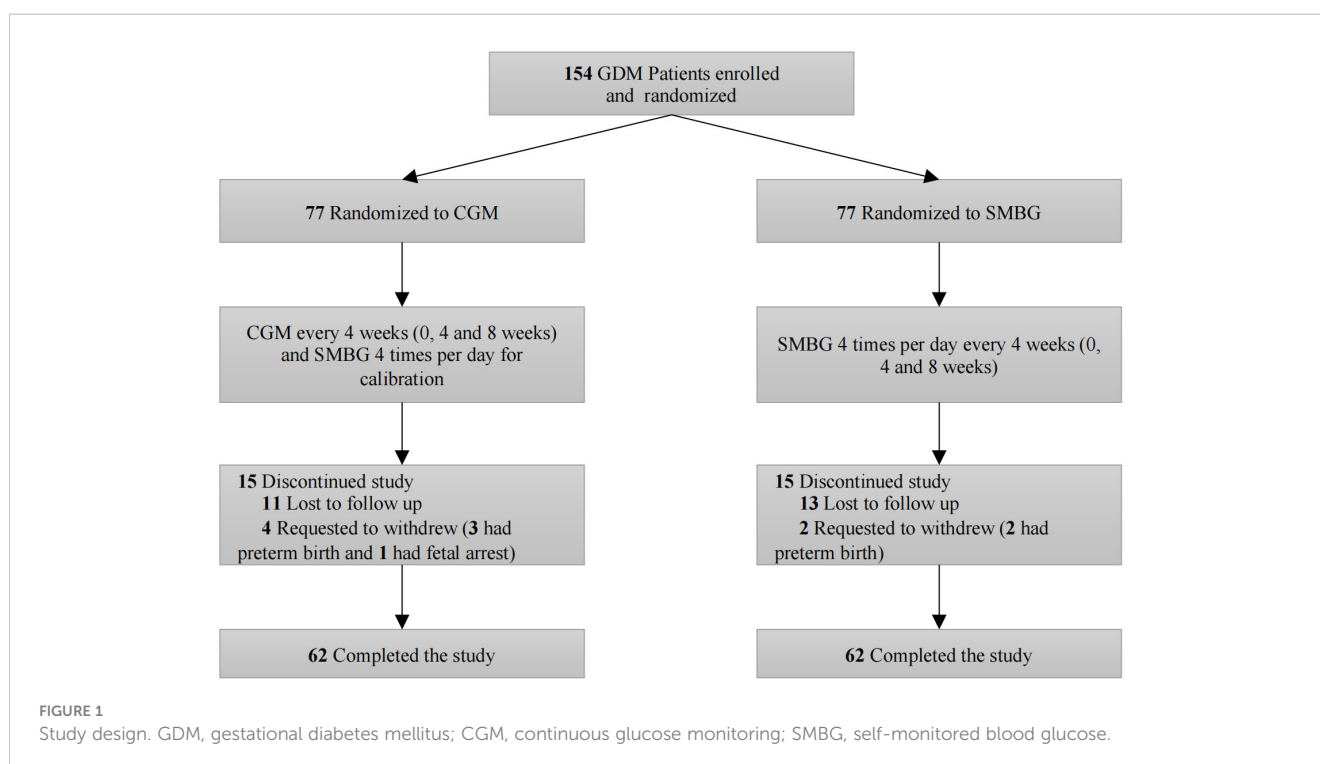 154 GDM Patients enrolled
and randomized
77 Randomized to CGM
77 Randomized to SMBG
CGM every 4 weeks (0, 4 and 8 weeks)
and SMBG 4 times per day for
calibration
SMBG 4 times per day every 4 weeks (0,
4 and 8 weeks)
15 Discontinued study
11 Lost to follow up
4 Requested to withdrew (3 had
preterm birth and 1 had fetal arrest)
15 Discontinued study
13 Lost to follow up
2 Requested to withdrew (2 had
preterm birth)
62 Completed the study
62 Completed the study
FIGURE 1
Study design. GDM, gestational diabetes mellitus; CGM, continuous glucose monitoring; SMBG, self-monitored blood glucose.